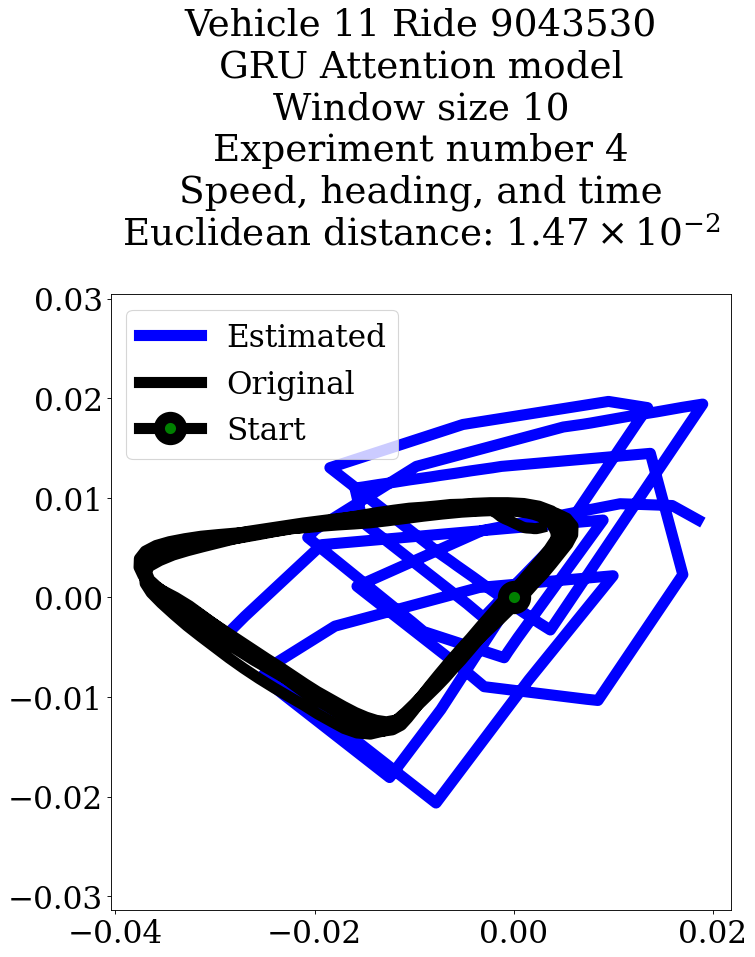 Vehicle 11 Ride 9043530
GRU Attention model
Window size 10
Experiment number 4
Speed, heading, and time
Euclidean distance: 1.47 × 10⁻²
0.03
Estimated
Original
Start
0.02
0.01
0.00
−0.01
−0.02
−0.03
−0.04 −0.02 0.00 0.02